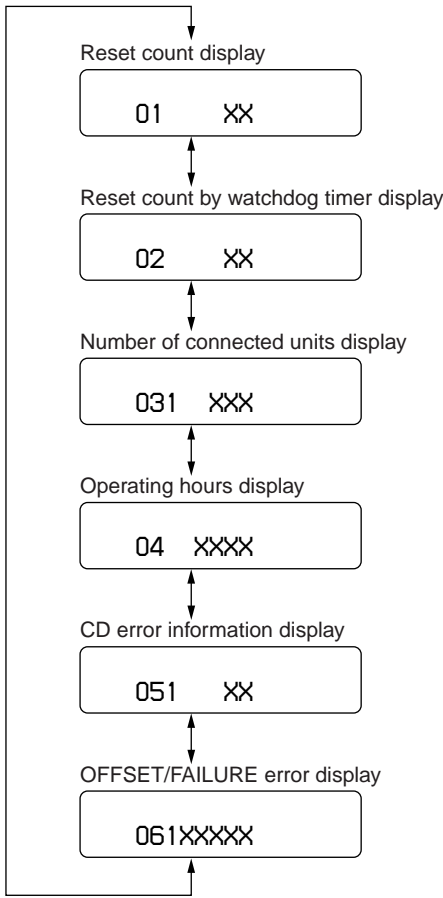 Reset count display
01 XX
Reset count by watchdog timer display
02 XX
Number of connected units display
031 XXX
Operating hours display
04 XXXX
CD error information display
051 XX
OFFSET/FAILURE error display
061XXXXX